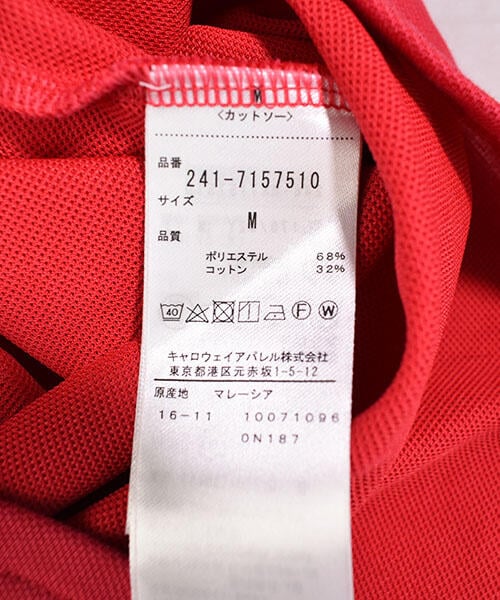 M
〈カットソー〉
品番
241-7157510
サイズ
M
品質
ポリエステル 68%
コットン 32%
40 F W
キャロウェイアパレル株式会社
東京都港区元赤坂1-5-12
原産地 マレーシア
16-11 10071096
0N187